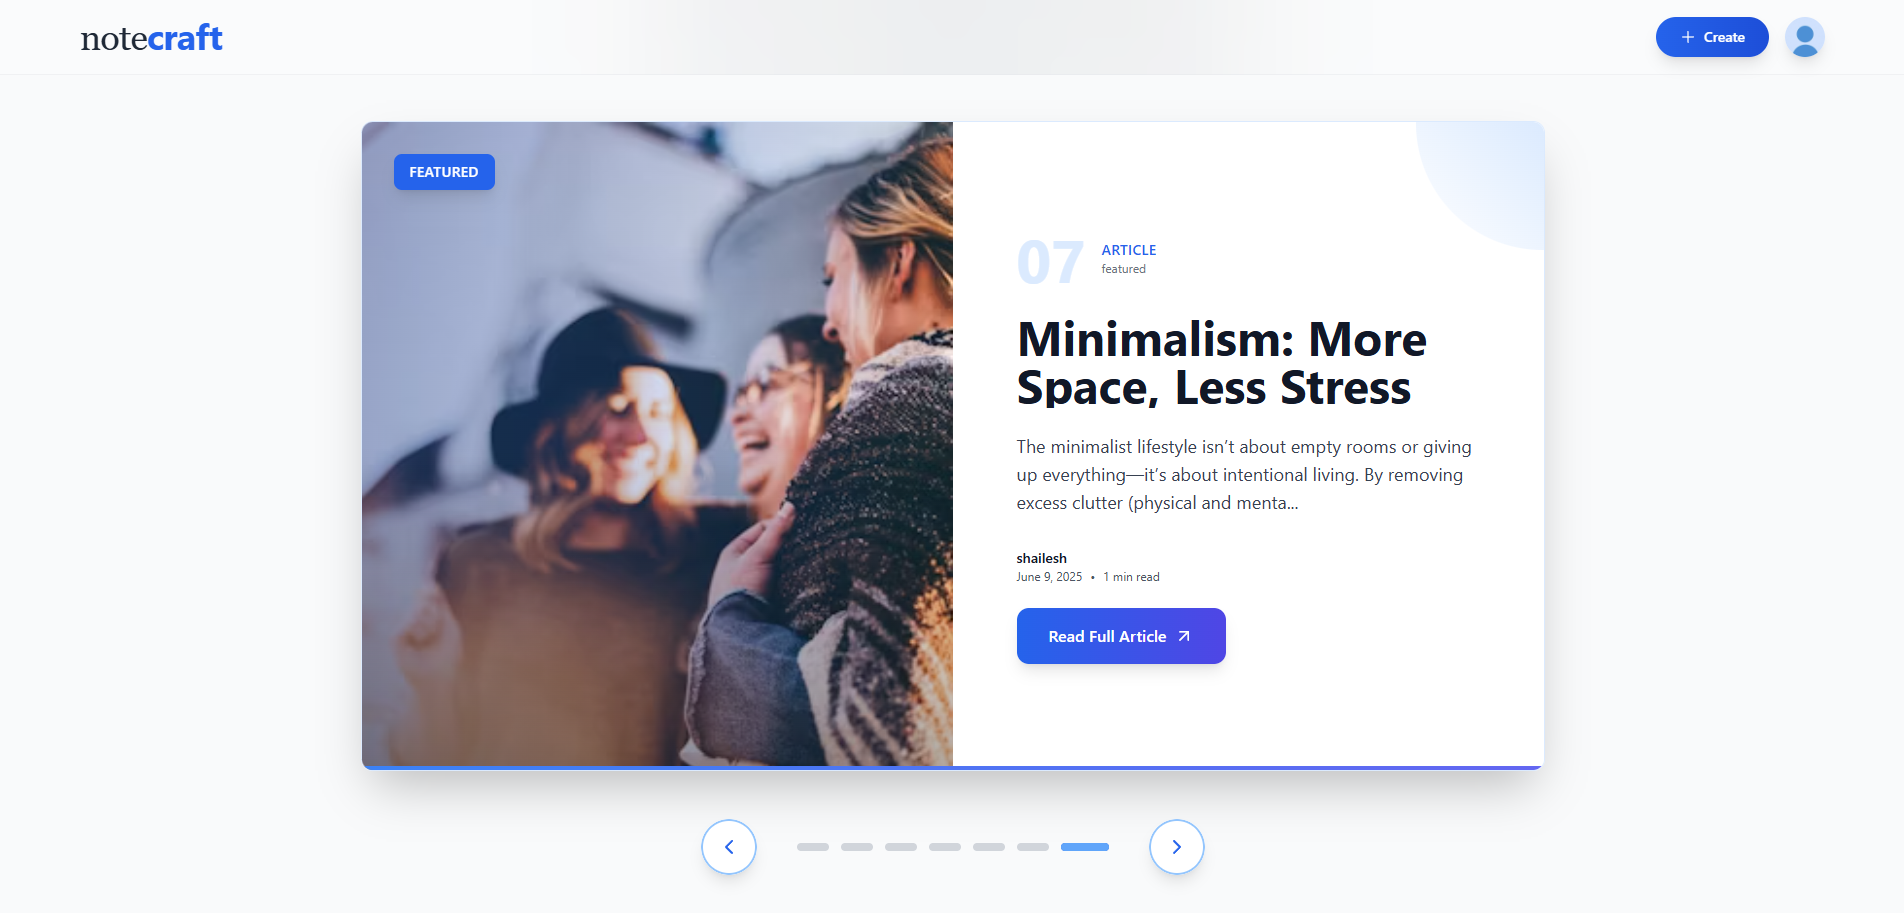 notecraft
Create
FEATURED
07
ARTICLE
featured
Minimalism: More
Space, Less Stress
The minimalist lifestyle isn’t about empty rooms or giving
up everything—it’s about intentional living. By removing
excess clutter (physical and menta...
shailesh
June 9, 2025 • 1 min read
Read Full Article